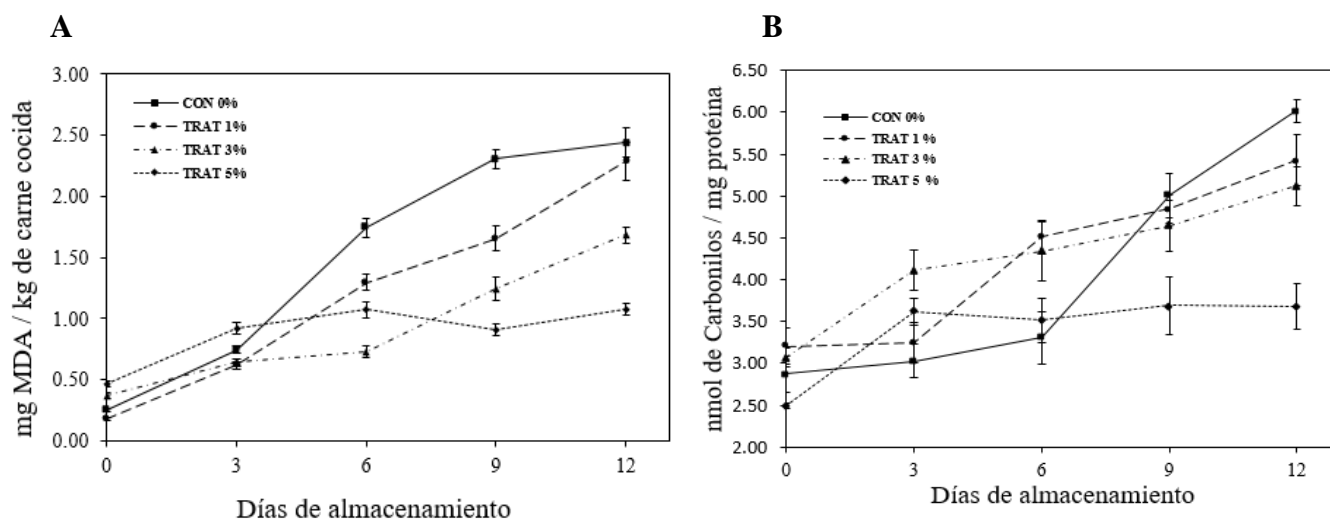 A
3.00
2.50
2.00
1.50
1.00
0.50
0.00
mg MDA / kg de carne cocida
CON 0%
TRAT 1%
TRAT 3%
TRAT 5%
0 3 6 9 12
Días de almacenamiento
B
6.50
6.00
5.50
5.00
4.50
4.00
3.50
3.00
2.50
2.00
nmol de Carbonilos / mg proteína
CON 0%
TRAT 1 %
TRAT 3 %
TRAT 5 %
0 3 6 9 12
Días de almacenamiento